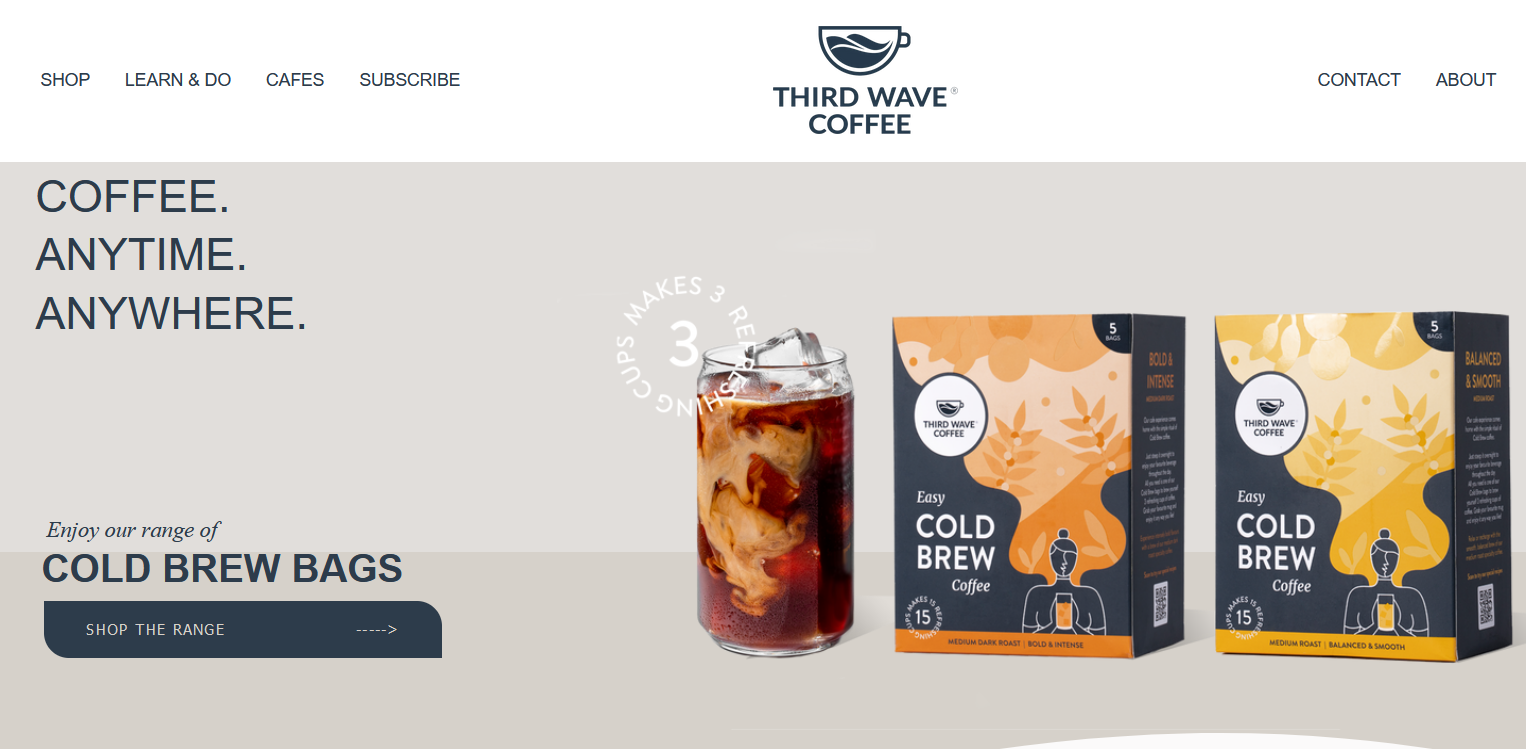 SHOP LEARN & DO CAFES SUBSCRIBE
THIRD WAVE®
COFFEE
CONTACT ABOUT
COFFEE.
ANYTIME.
ANYWHERE.
Enjoy our range of
COLD BREW BAGS
SHOP THE RANGE ----->
MAKES 3 REFRESHING CUPS
3
5
BAGS
THIRD WAVE
COFFEE
Easy
COLD
BREW
Coffee
MAKES 15 REFRESHING CUPS
15
MEDIUM DARK ROAST | BOLD & INTENSE
BOLD &
INTENSE
MEDIUM DARK ROAST
5
BAGS
THIRD WAVE
COFFEE
Easy
COLD
BREW
Coffee
MAKES 15 REFRESHING CUPS
15
MEDIUM ROAST | BALANCED & SMOOTH
BALANCED
& SMOOTH
MEDIUM ROAST